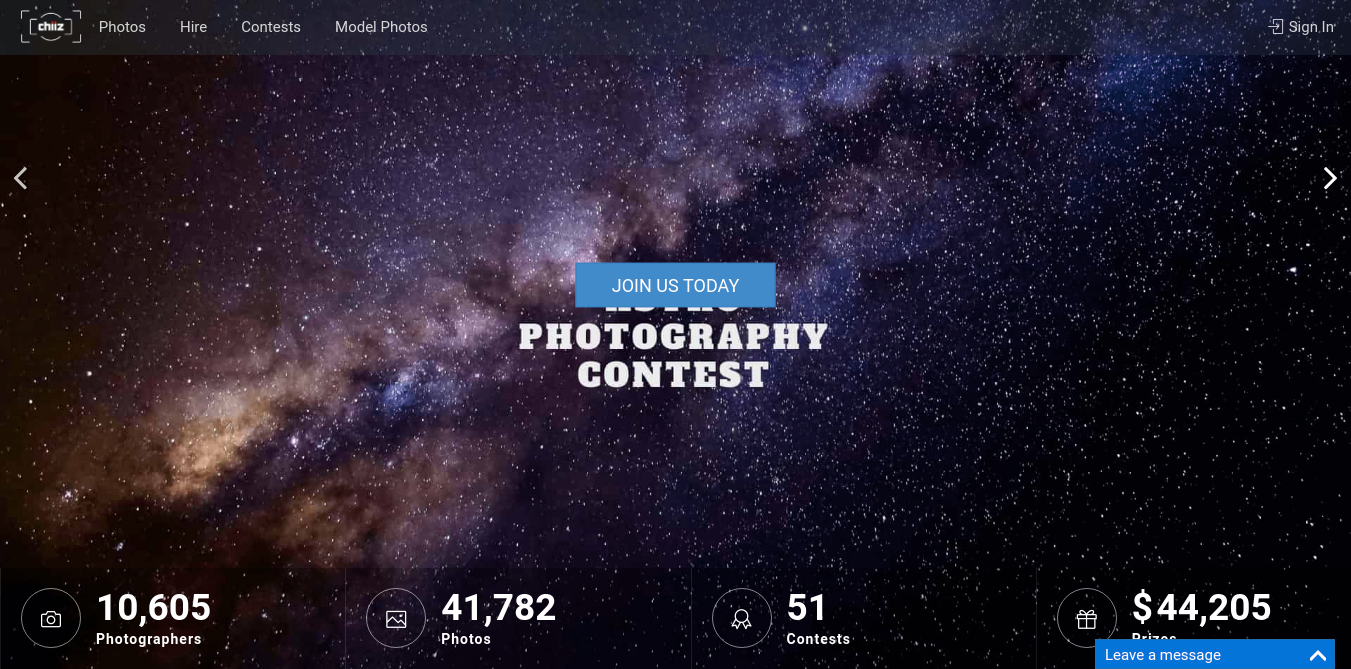 chiiz Photos Hire Contests Model Photos Sign In
JOIN US TODAY
PHOTOGRAPHY
CONTEST
10,605 41,782 51 $ 44,205
Photographers Photos Contests Prizes
Leave a message